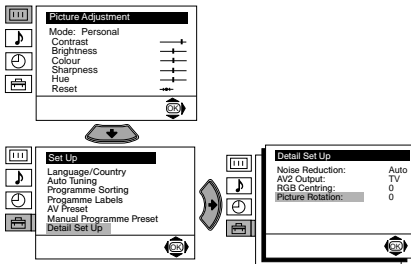 Picture Adjustment
Mode: Personal
Contrast
Brightness
Colour
Sharpness
Hue
Reset
OK
Set Up
Language/Country
Auto Tuning
Programme Sorting
Progamme Labels
AV Preset
Manual Programme Preset
Detail Set Up
OK
Detail Set Up
Noise Reduction: Auto
AV2 Output: TV
RGB Centring: 0
Picture Rotation: 0
OK